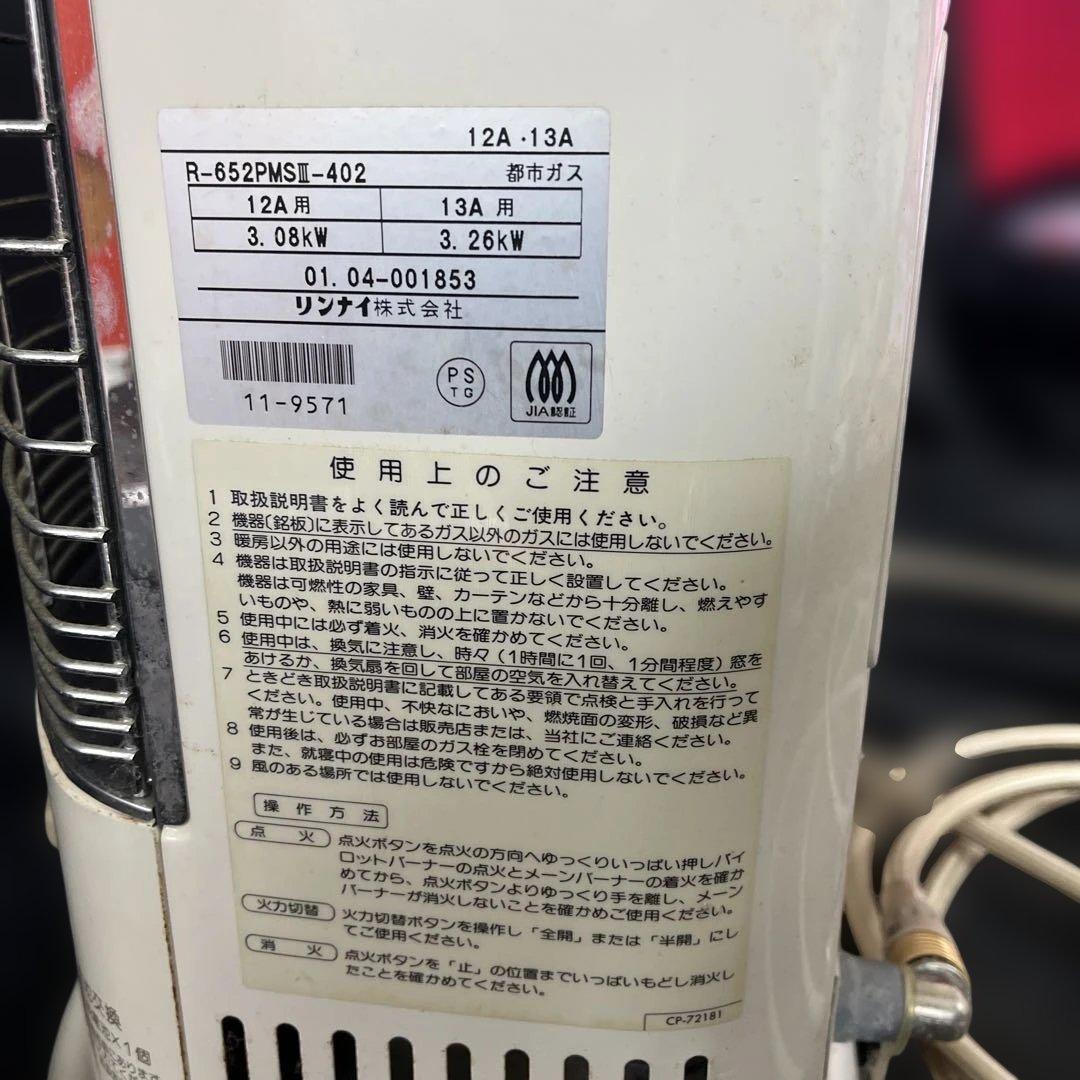 12A・13A
R-652PMSⅢ-402 都市ガス
12A用 13A用
3.08kW 3.26kW
01.04-001853
リンナイ株式会社
PS
TG
JIA認証
11-9571
使用上のご注意
1 取扱説明書をよく読んで正しくご使用ください。
2 機器(銘板)に表示してあるガス以外のガスには使用しないでください。
3 暖房以外の用途には使用しないでください。
4 機器は取扱説明書の指示に従って正しく設置してください。
機器は可燃性の家具、壁、カーテンなどから十分離し、燃えやす
いものや、熱に弱いものの上に置かないでください。
5 使用中には必ず着火、消火を確かめてください。
6 使用中は、換気に注意し、時々(1時間に1回、1分間程度)窓を
あけるか、換気扇を回して部屋の空気を入れ替えてください。
7 ときどき取扱説明書に記載してある要領で点検と手入れを行って
ください。使用中、不快なにおいや、燃焼面の変形、破損など異
常が生じている場合は販売店または、当社にご連絡ください。
8 使用後は、必ずお部屋のガス栓を閉めてください。
また、就寝中の使用は危険ですから絶対使用しないでください。
9 風のある場所では使用しないでください。
操作方法
点火 点火ボタンを点火の方向へゆっくりいっぱい押しパイ
ロットバーナーの点火とメーンバーナーの着火を確か
めてから、点火ボタンよりゆっくり手を離し、メーン
バーナーが消火しないことを確かめご使用ください。
火力切替 火力切替ボタンを操作し「全開」または「半開」にし
てご使用ください。
消火 点火ボタンを「止」の位置までいっぱいもどし消火し
たことを確かめてください。
CP-72181
交換
×1個